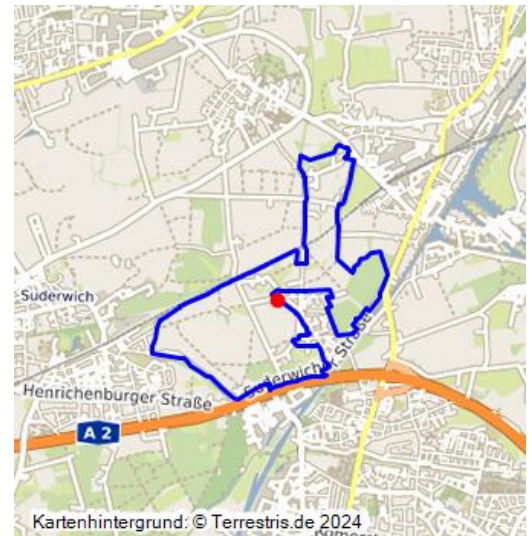 Suderwich
Suderwicher Straße
Henrichenburger Straße
A 2
Kartenhintergrund: © Terrestris.de 2024